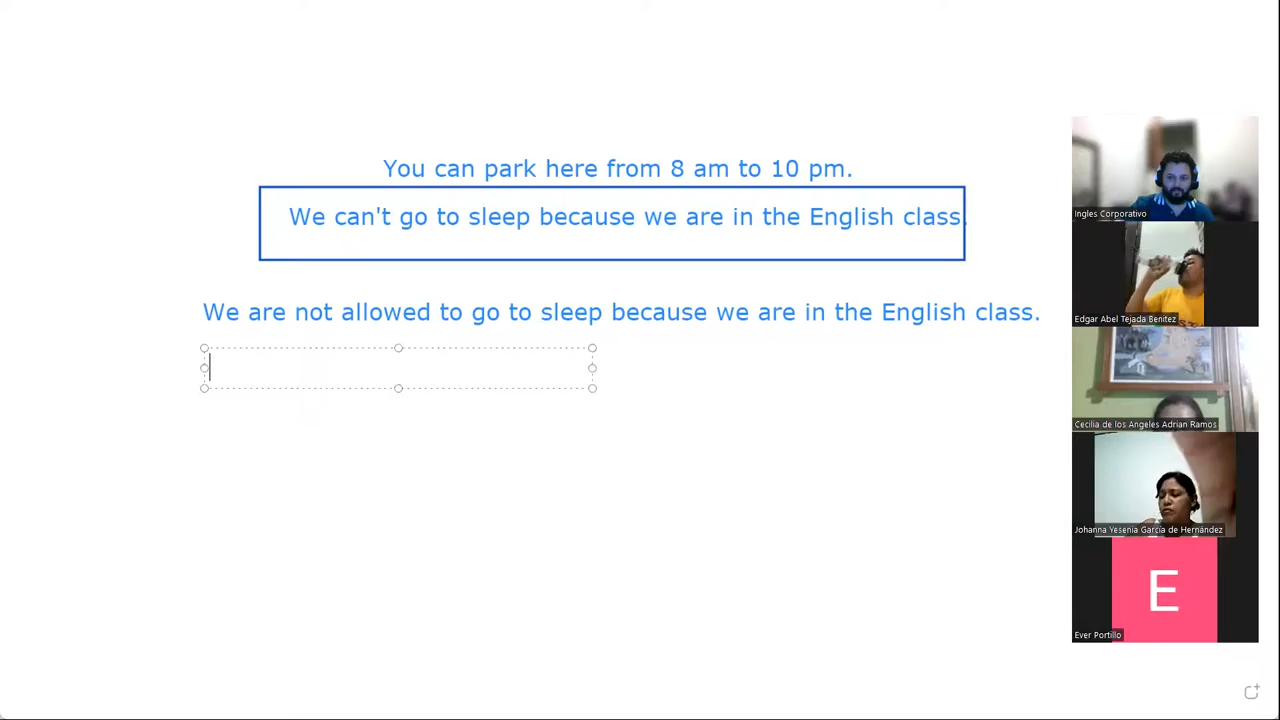 You can park here from 8 am to 10 pm.
We can't go to sleep because we are in the English class.
We are not allowed to go to sleep because we are in the English class.
Ingles Corporativo
Edgar Abel Tejada Benitez
Cecilia de los Angeles Adrian Ramos
Johanna Yesenia García de Hernández
E
Ever Portillo